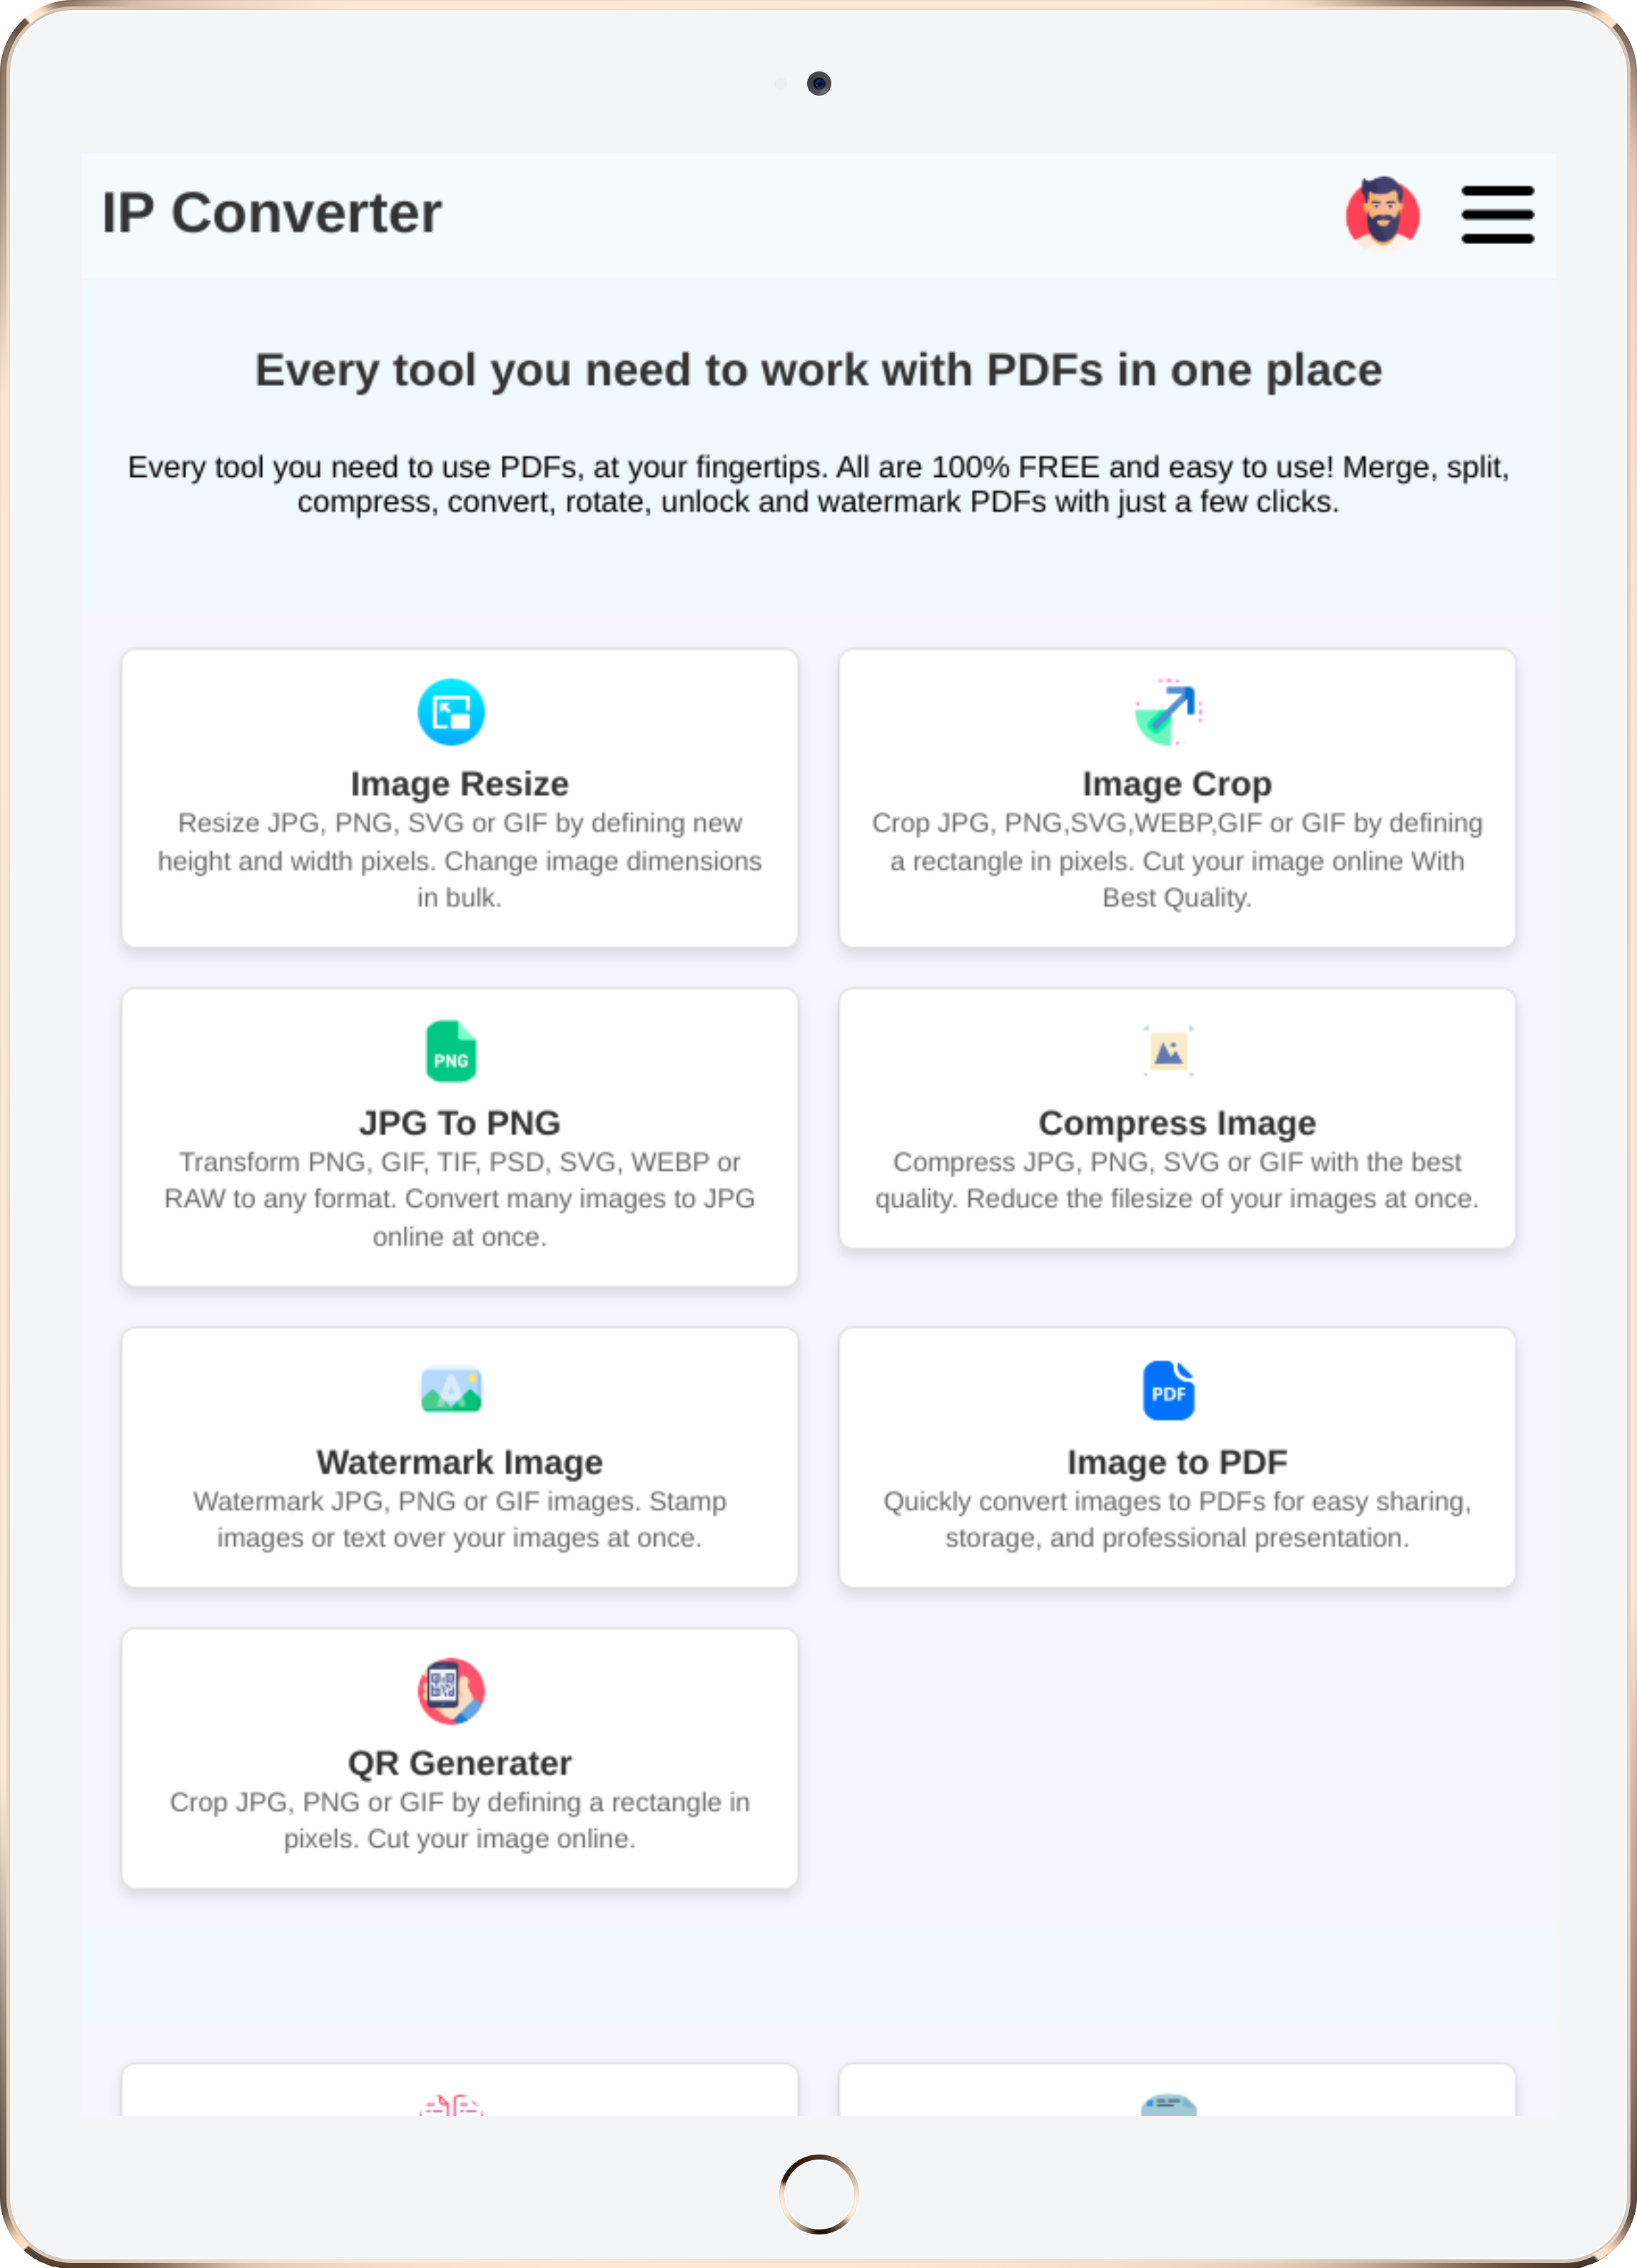 IP Converter
Every tool you need to work with PDFs in one place
Every tool you need to use PDFs, at your fingertips. All are 100% FREE and easy to use! Merge, split,
compress, convert, rotate, unlock and watermark PDFs with just a few clicks.
Image Resize
Resize JPG, PNG, SVG or GIF by defining new
height and width pixels. Change image dimensions
in bulk.
Image Crop
Crop JPG, PNG,SVG,WEBP,GIF or GIF by defining
a rectangle in pixels. Cut your image online With
Best Quality.
PNG
JPG To PNG
Transform PNG, GIF, TIF, PSD, SVG, WEBP or
RAW to any format. Convert many images to JPG
online at once.
Compress Image
Compress JPG, PNG, SVG or GIF with the best
quality. Reduce the filesize of your images at once.
A
Watermark Image
Watermark JPG, PNG or GIF images. Stamp
images or text over your images at once.
PDF
Image to PDF
Quickly convert images to PDFs for easy sharing,
storage, and professional presentation.
QR Generater
Crop JPG, PNG or GIF by defining a rectangle in
pixels. Cut your image online.